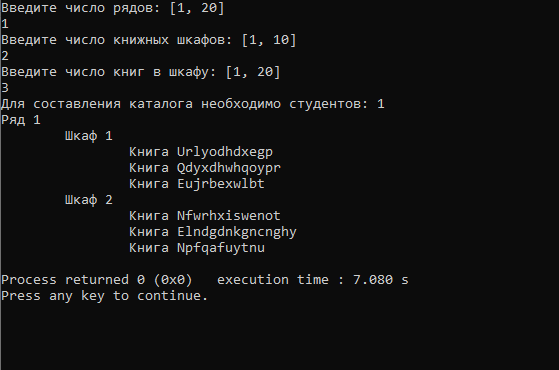 Введите число рядов: [1, 20]
1
Введите число книжных шкафов: [1, 10]
2
Введите число книг в шкафу: [1, 20]
3
Для составления каталога необходимо студентов: 1
Ряд 1
Шкаф 1
Книга Urlyodhdxegp
Книга Qdyxdhwhqoypr
Книга Eujrbexwlbt
Шкаф 2
Книга Nfwrhxiswenot
Книга Elndgdnkgncnghy
Книга Npfqafuytnu
Process returned 0 (0x0)   execution time : 7.080 s
Press any key to continue.